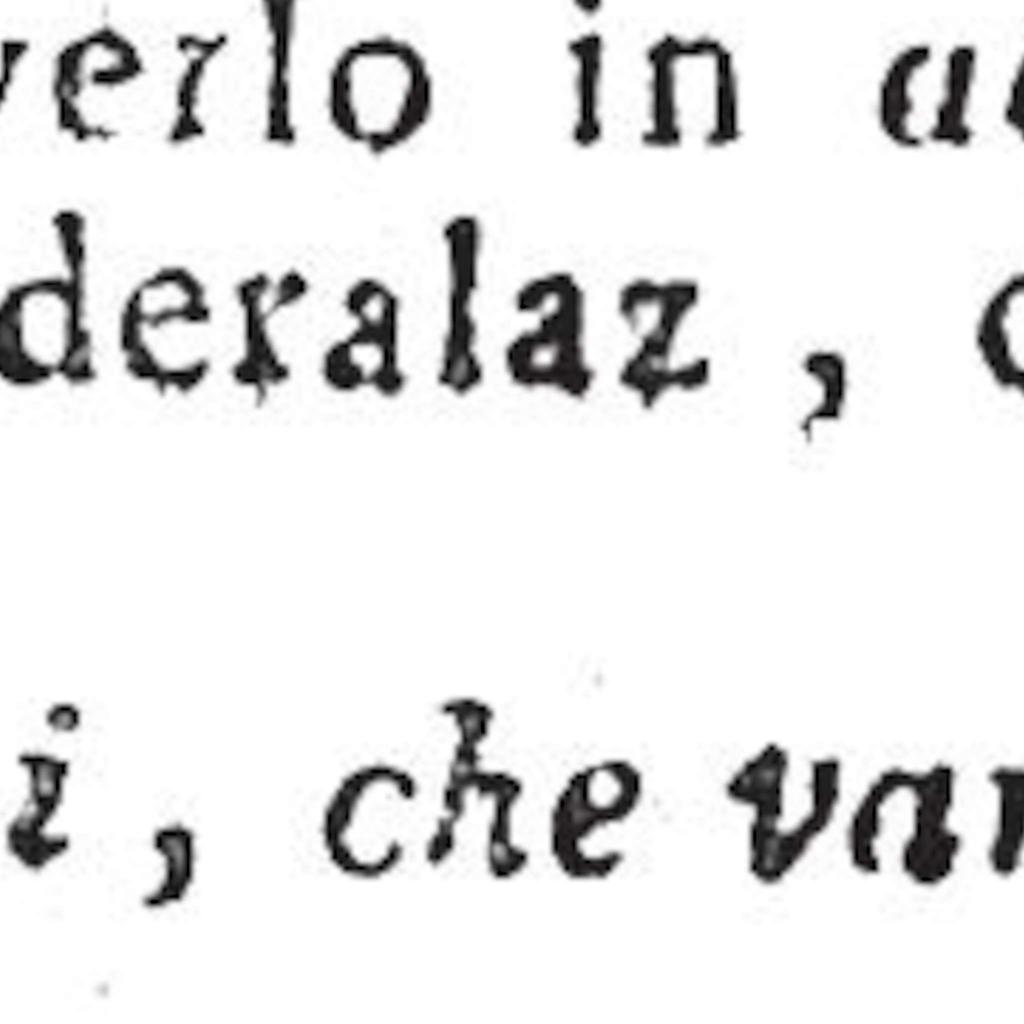 verlo in
deralaz ,
i , che